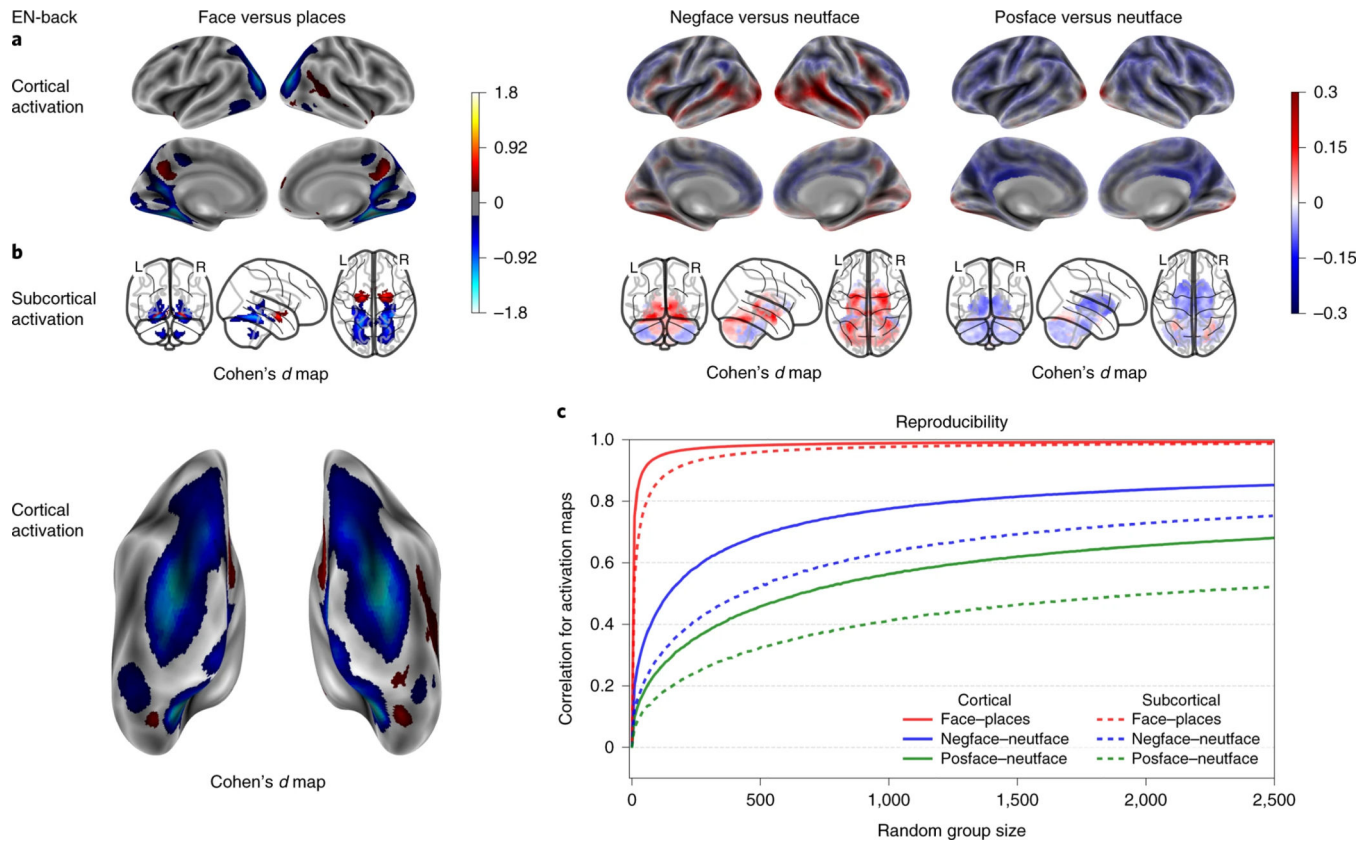 EN-back
Face versus places
Negface versus neutface
Posface versus neutface
a
Cortical
activation
1.8
0.92
0
−0.92
−1.8
0.3
0.15
0
−0.15
−0.3
b
Subcortical
activation
L
R
L
R
L
R
L
R
L
R
L
R
Cohen's d map
Cohen's d map
Cohen's d map
Cortical
activation
Cohen's d map
c
Reproducibility
Correlation for activation maps
1.0
0.8
0.6
0.4
0.2
0
Cortical
Face–places
Negface–neutface
Posface–neutface
Subcortical
Face–places
Negface–neutface
Posface–neutface
0
500
1,000
1,500
2,000
2,500
Random group size